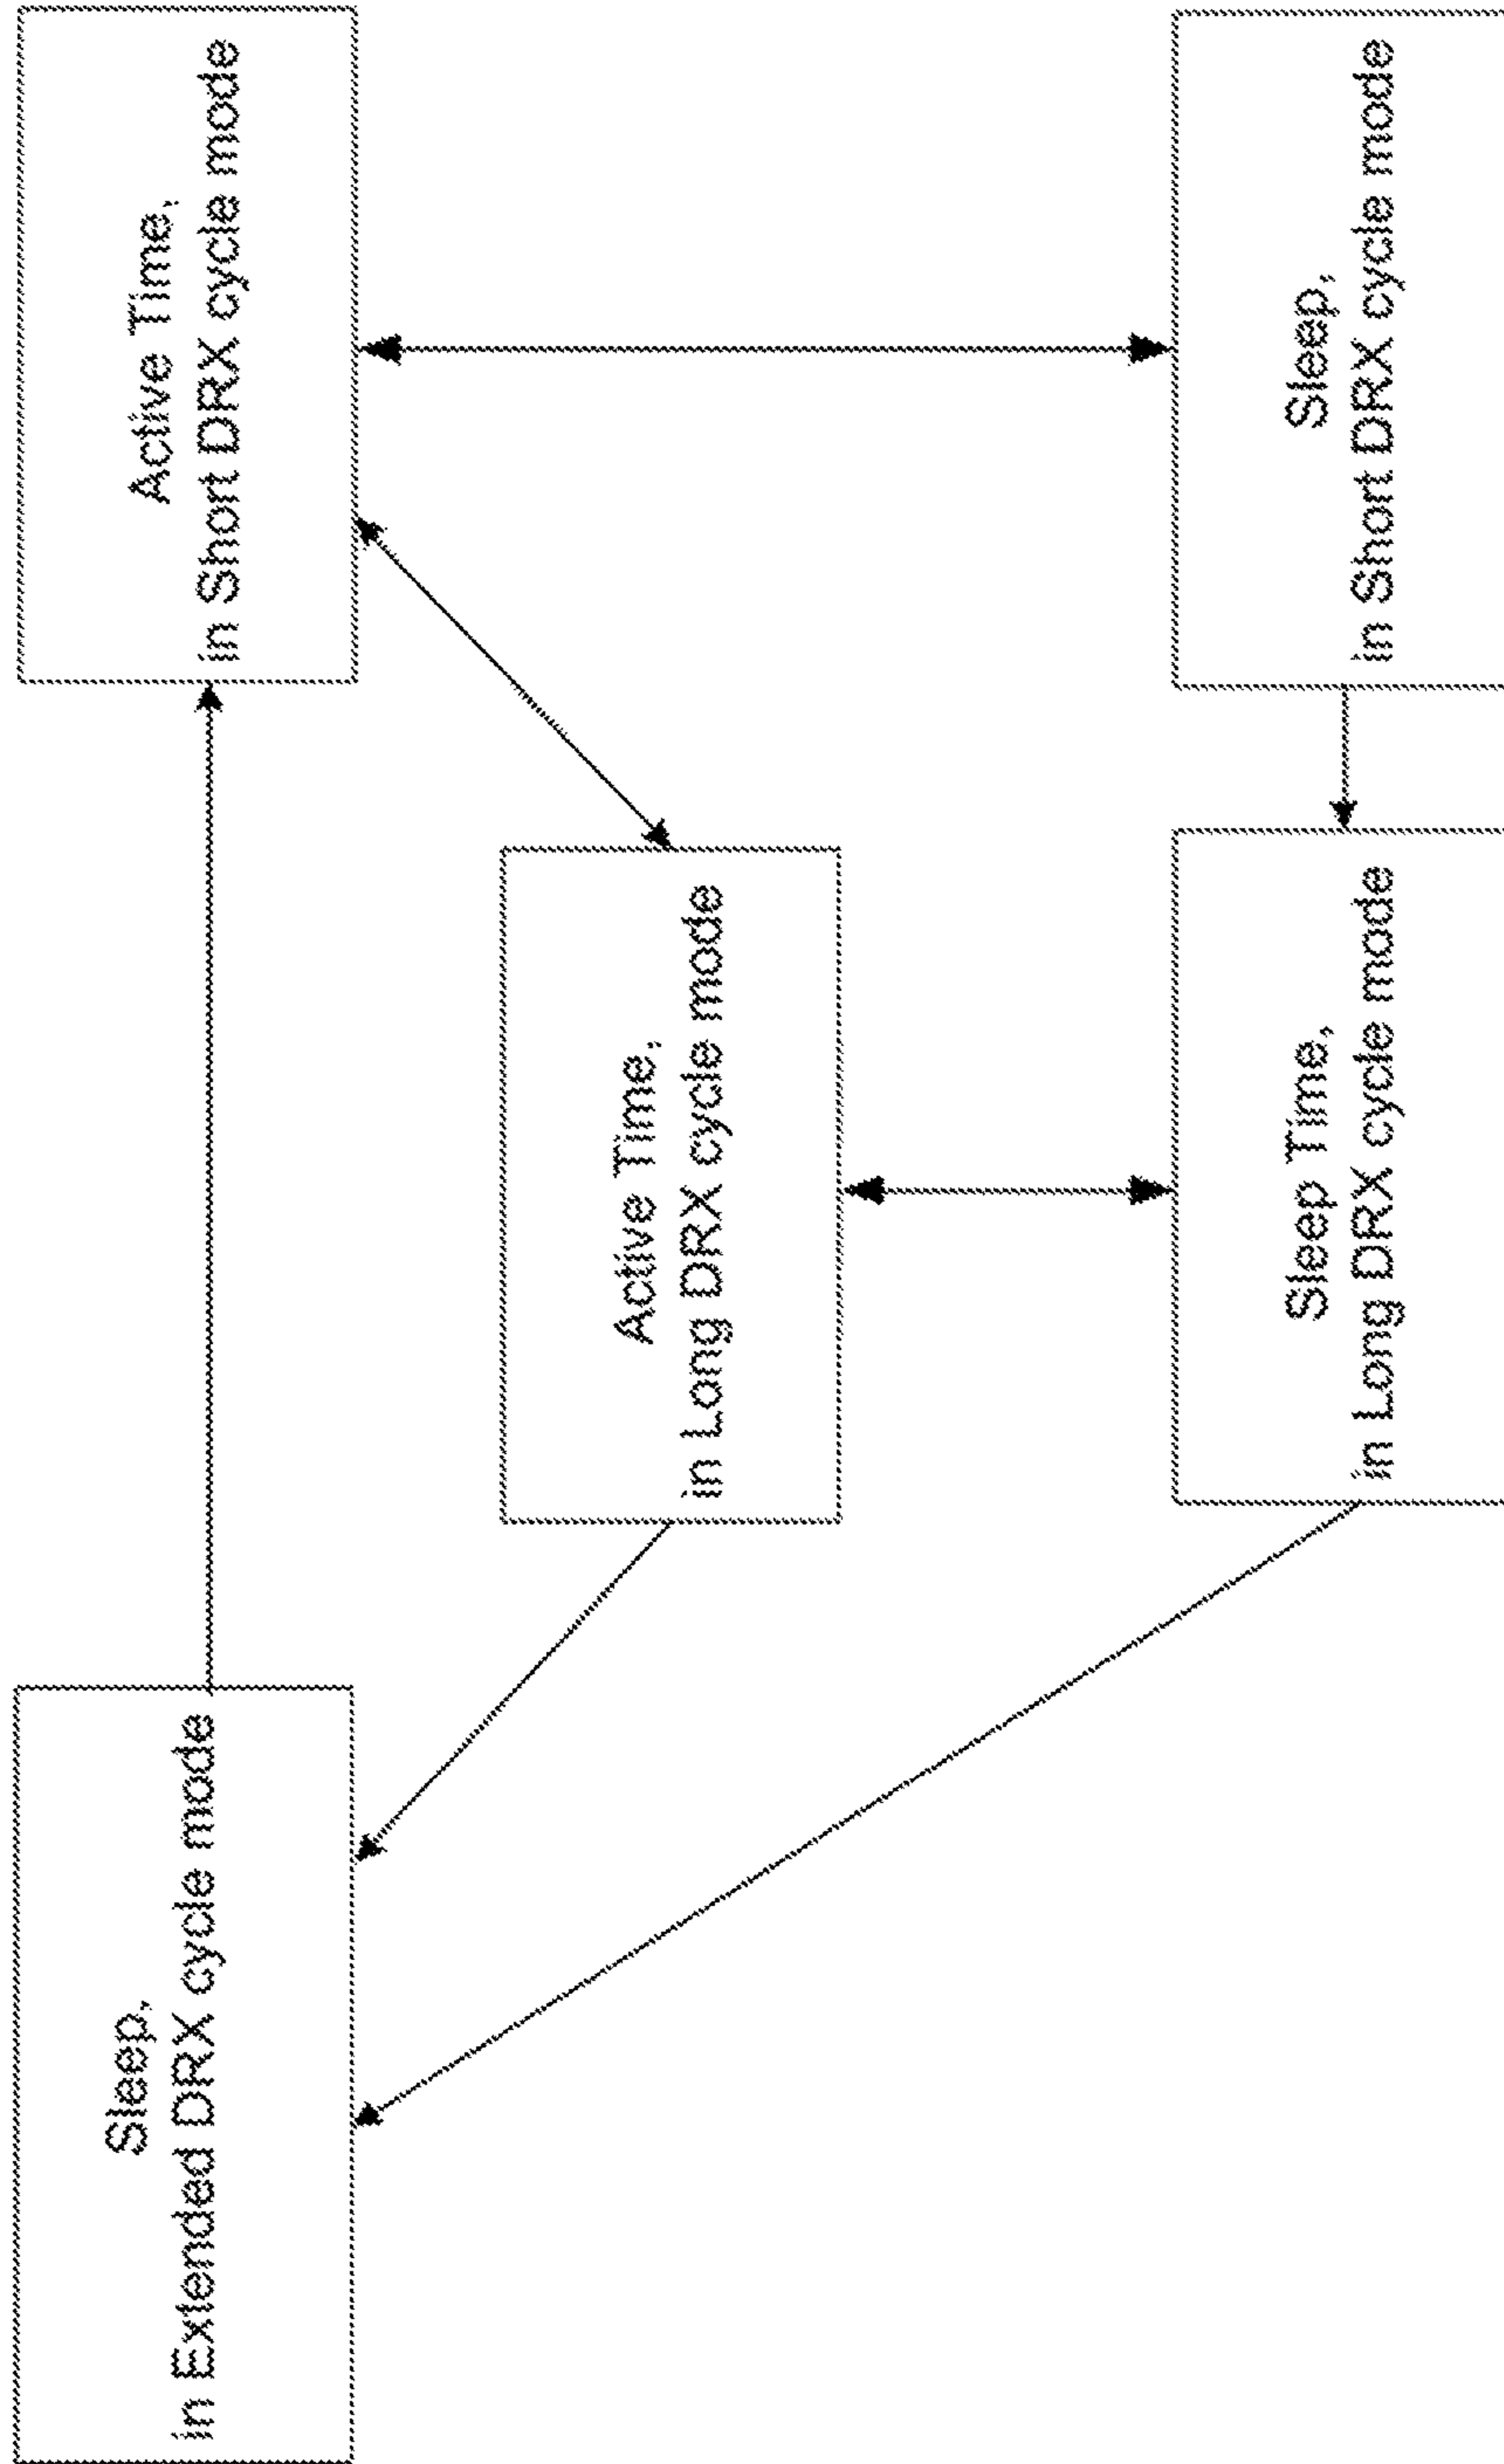 Sleep,
in Extended DRX cycle mode
Active Time,
in Short DRX cycle mode
Active Time,
in Long DRX cycle mode
Sleep Time,
in Long DRX cycle mode
Sleep,
in Short DRX cycle mode